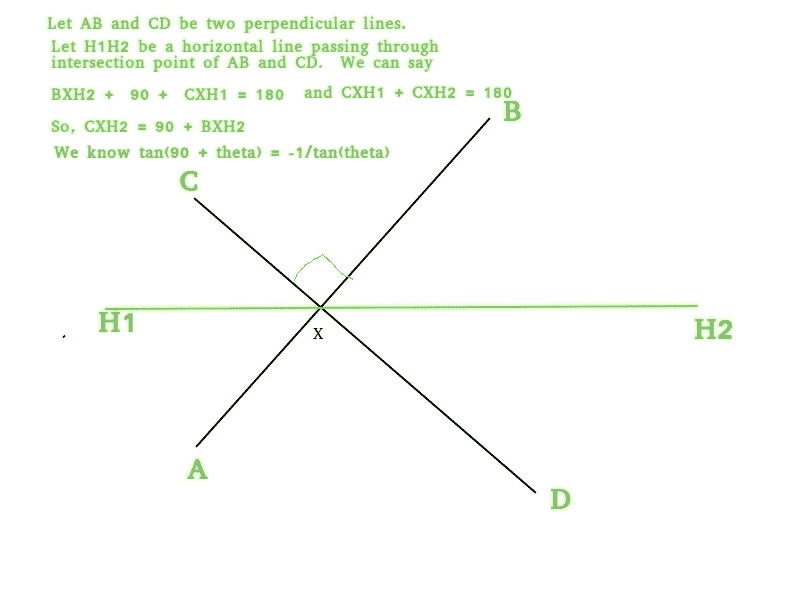 Let AB and CD be two perpendicular lines.
Let H1H2 be a horizontal line passing through
intersection point of AB and CD. We can say
BXH2 + 90 + CXH1 = 180 and CXH1 + CXH2 = 180
So, CXH2 = 90 + BXH2
We know tan(90 + theta) = -1/tan(theta)
B
C
H1
X
H2
A
D